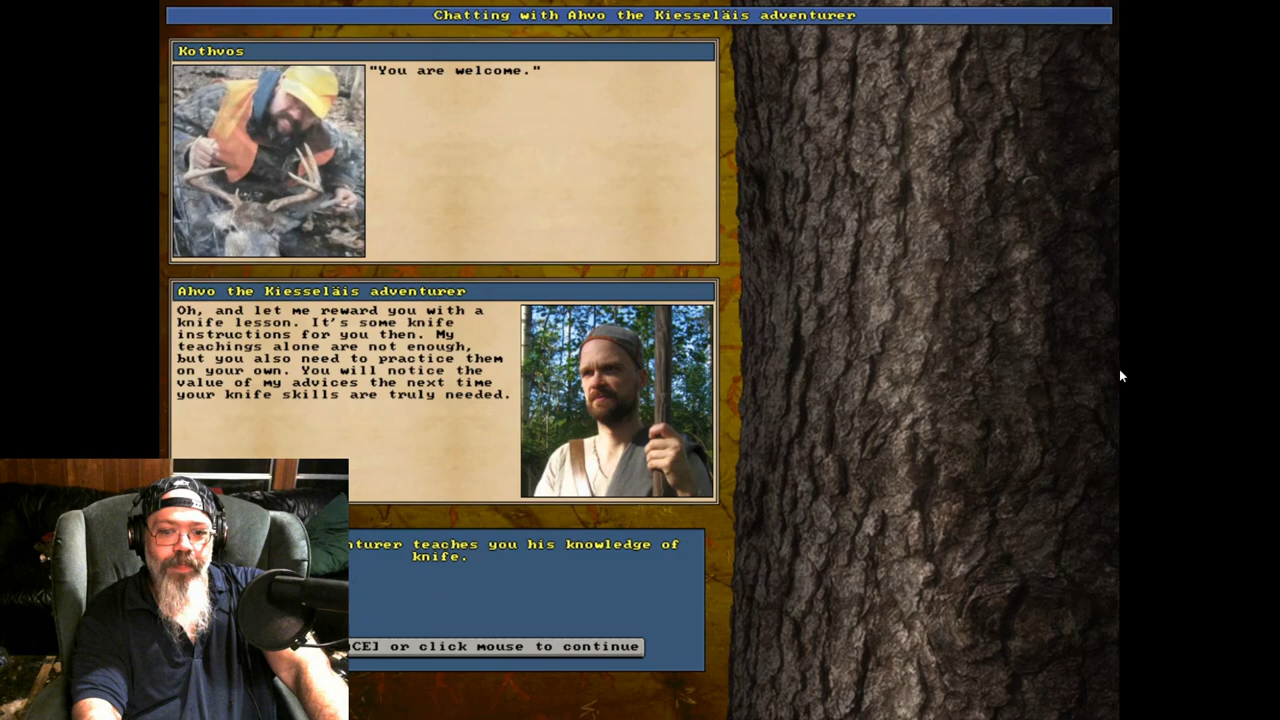 Chatting with Ahvo the Kiesseläis adventurer
Kothvos
"You are welcome."
Ahvo the Kiesseläis adventurer
Oh, and let me reward you with a
knife lesson. It's some knife
instructions for you then. My
teachings alone are not enough,
but you also need to practice them
on your own. You will notice the
value of my advices the next time
your knife skills are truly needed.
nturer teaches you his knowledge of
knife.
CE] or click mouse to continue